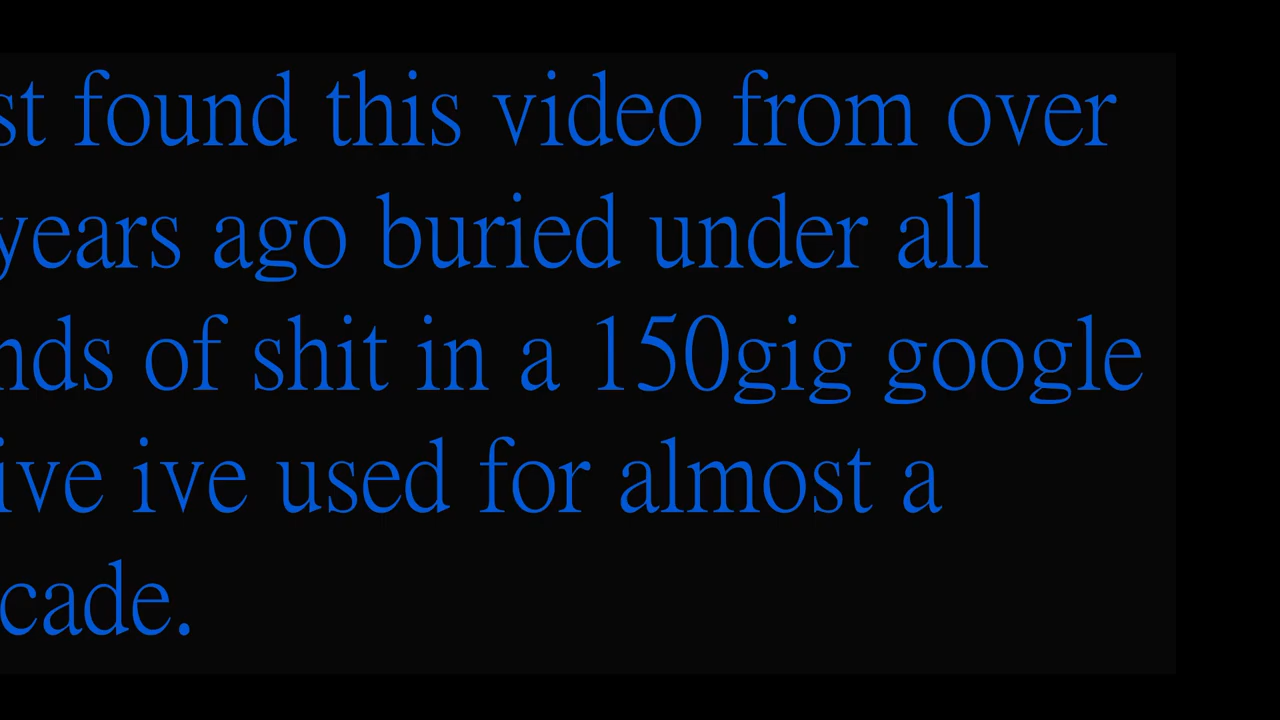 st found this video from over
years ago buried under all
nds of shit in a 150gig google
ive ive used for almost a
cade.